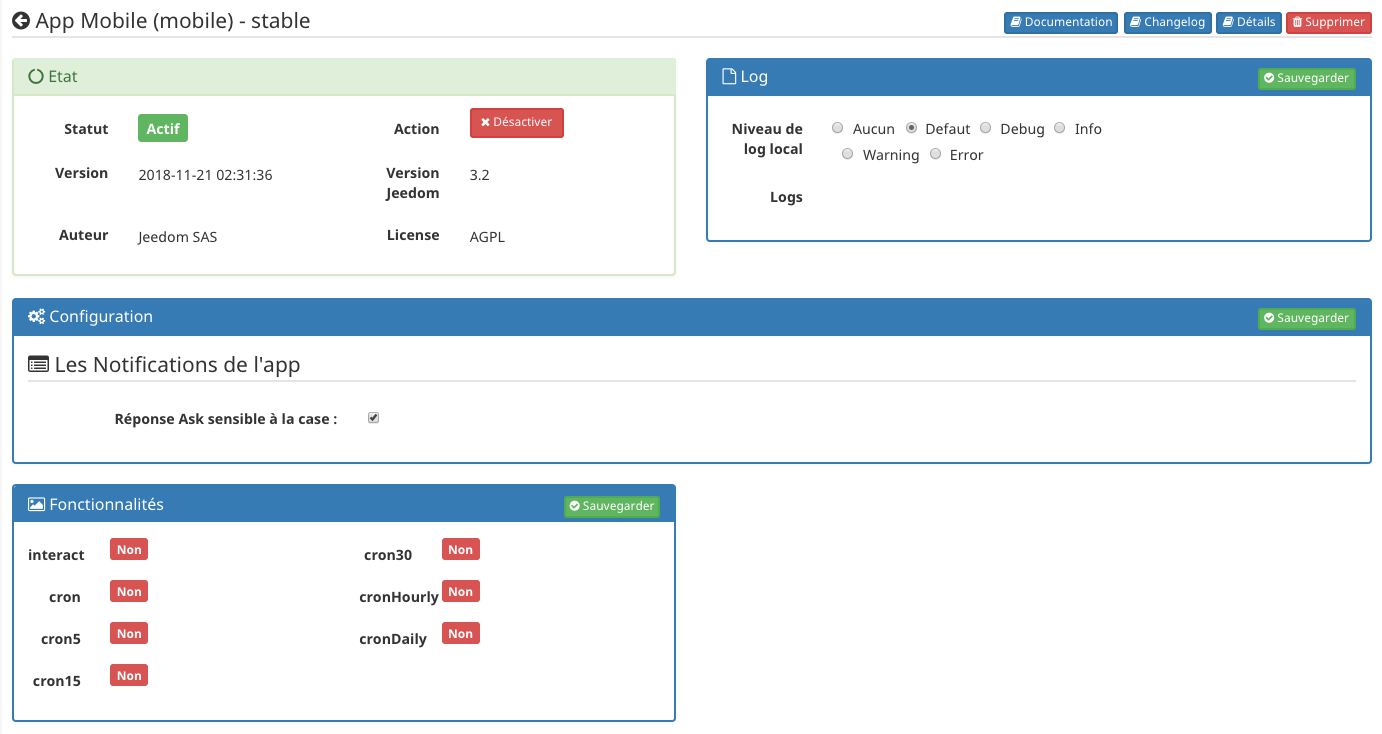 App Mobile (mobile) - stable
Documentation Changelog Détails Supprimer
Etat
Statut Actif Action Désactiver
Version 2018-11-21 02:31:36 Version Jeedom 3.2
Auteur Jeedom SAS License AGPL
Log Sauvegarder
Niveau de log local Aucun Defaut Debug Info
Warning Error
Logs
Configuration Sauvegarder
Les Notifications de l'app
Réponse Ask sensible à la case :
Fonctionnalités Sauvegarder
interact Non cron30 Non
cron Non cronHourly Non
cron5 Non cronDaily Non
cron15 Non